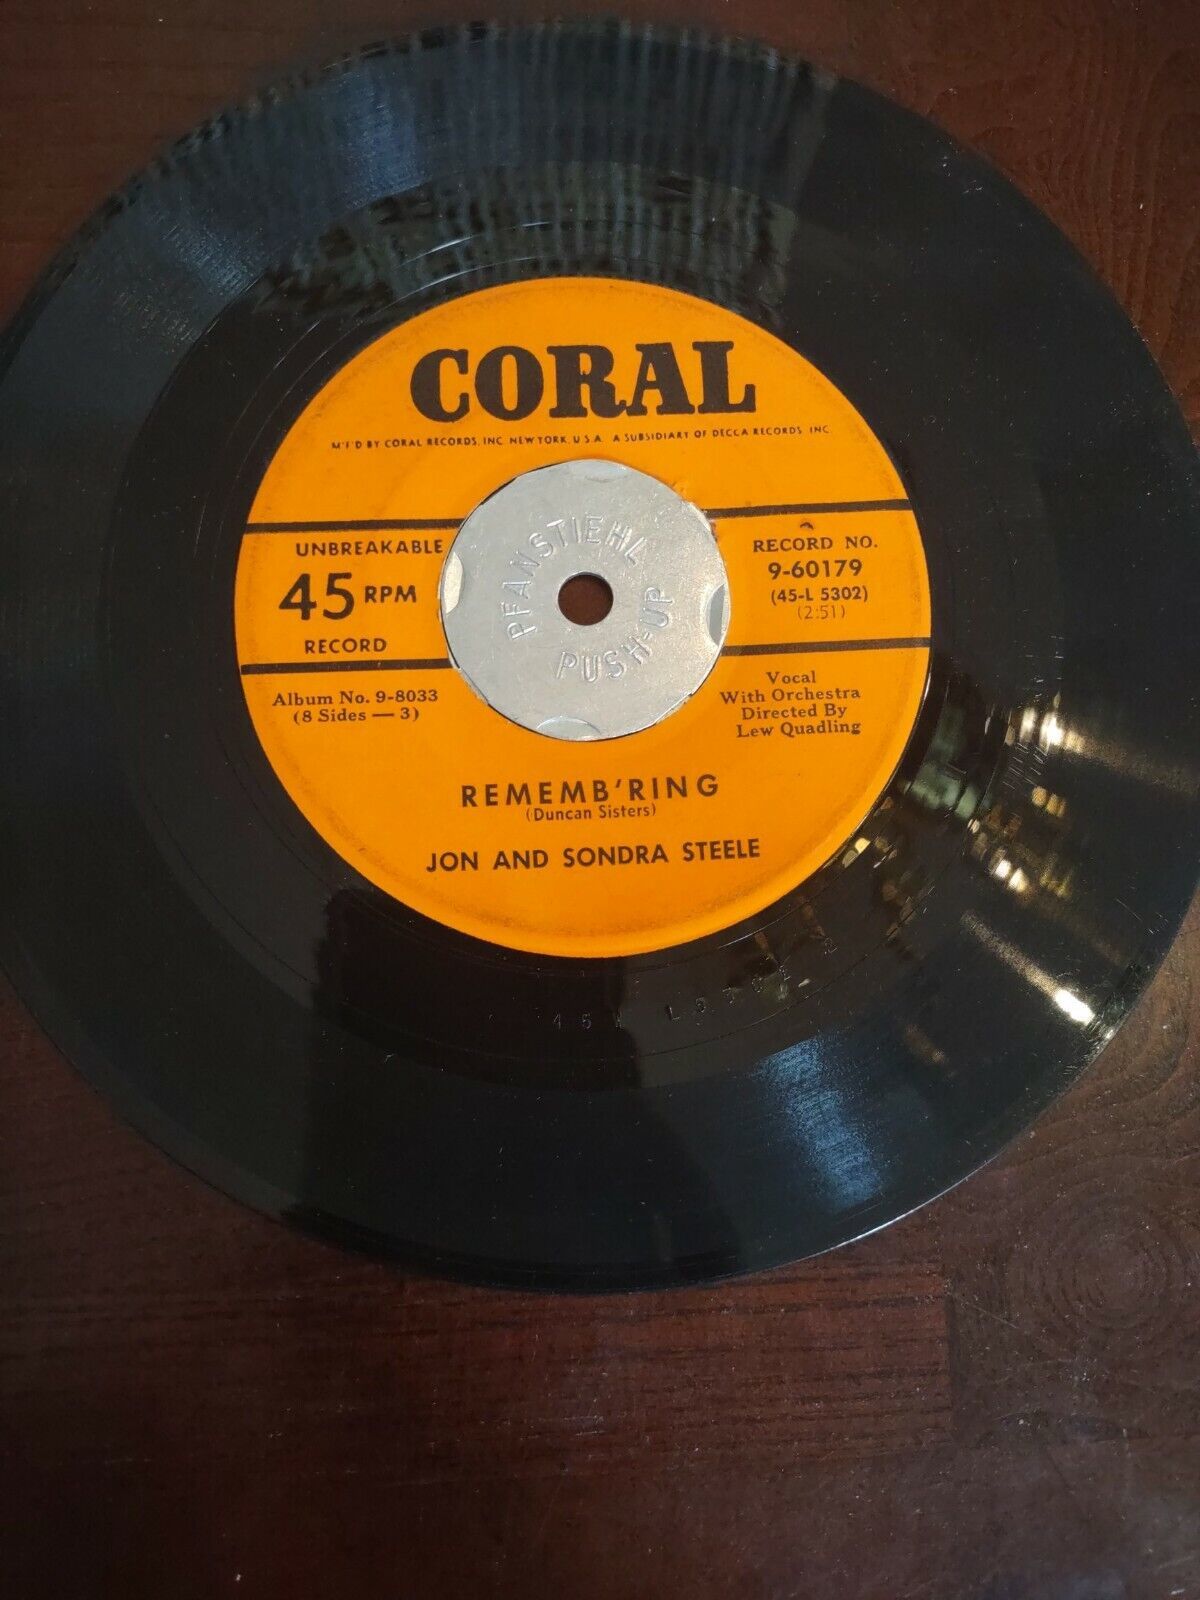 CORAL
M'F'D BY CORAL RECORDS, INC. NEW YORK, U.S.A. A SUBSIDIARY OF DECCA RECORDS, INC.
UNBREAKABLE
45 RPM
RECORD
PFANSTIEHL
PUSH-UP
RECORD NO.
9-60179
(45-L 5302)
(2:51)
Album No. 9-8033
(8 Sides — 3)
Vocal
With Orchestra
Directed By
Lew Quadling
REMEMB'RING
(Duncan Sisters)
JON AND SONDRA STEELE